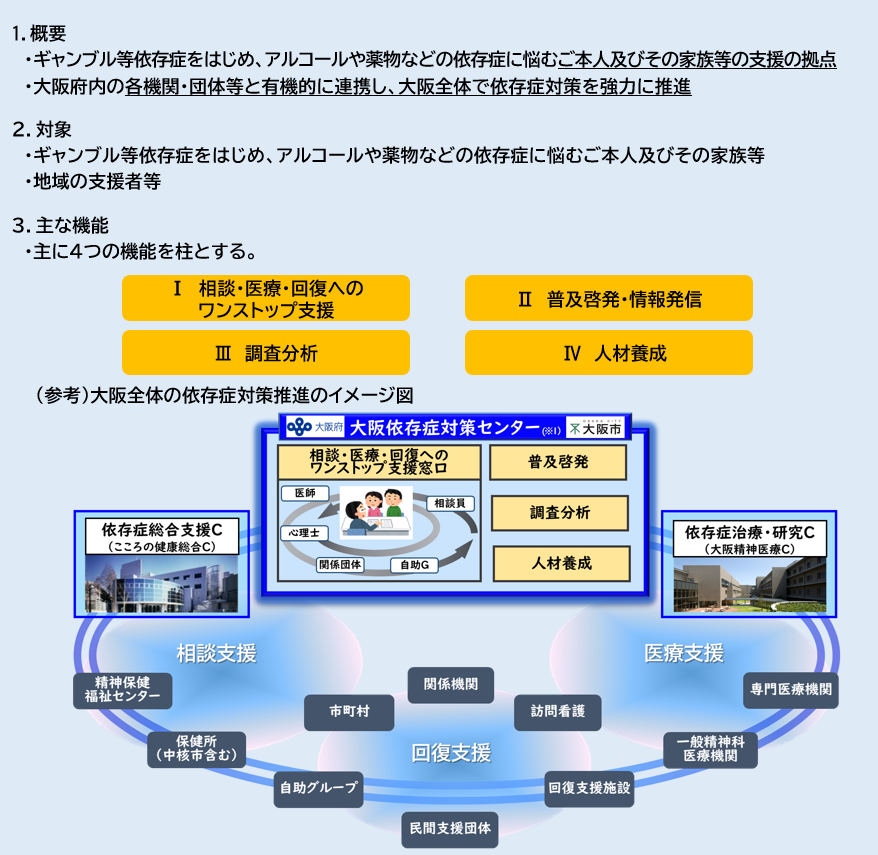 1．概要
・ギャンブル等依存症をはじめ、アルコールや薬物などの依存症に悩むご本人及びその家族等の支援の拠点
・大阪府内の各機関・団体等と有機的に連携し、大阪全体で依存症対策を強力に推進
2．対象
・ギャンブル等依存症をはじめ、アルコールや薬物などの依存症に悩むご本人及びその家族等
・地域の支援者等
3．主な機能
・主に4つの機能を柱とする。
Ⅰ　相談・医療・回復への
ワンストップ支援
Ⅱ　普及啓発・情報発信
Ⅲ　調査分析
Ⅳ　人材養成
（参考）大阪全体の依存症対策推進のイメージ図
大阪府
大阪依存症対策センター(※1)
大阪市
相談・医療・回復への
ワンストップ支援窓口
普及啓発
医師
相談員
調査分析
心理士
関係団体
自助G
人材養成
依存症総合支援C
（こころの健康総合C）
依存症治療・研究C
（大阪精神医療C）
相談支援
医療支援
精神保健
福祉センター
関係機関
専門医療機関
市町村
訪問看護
保健所
（中核市含む）
回復支援
一般精神科
医療機関
自助グループ
回復支援施設
民間支援団体